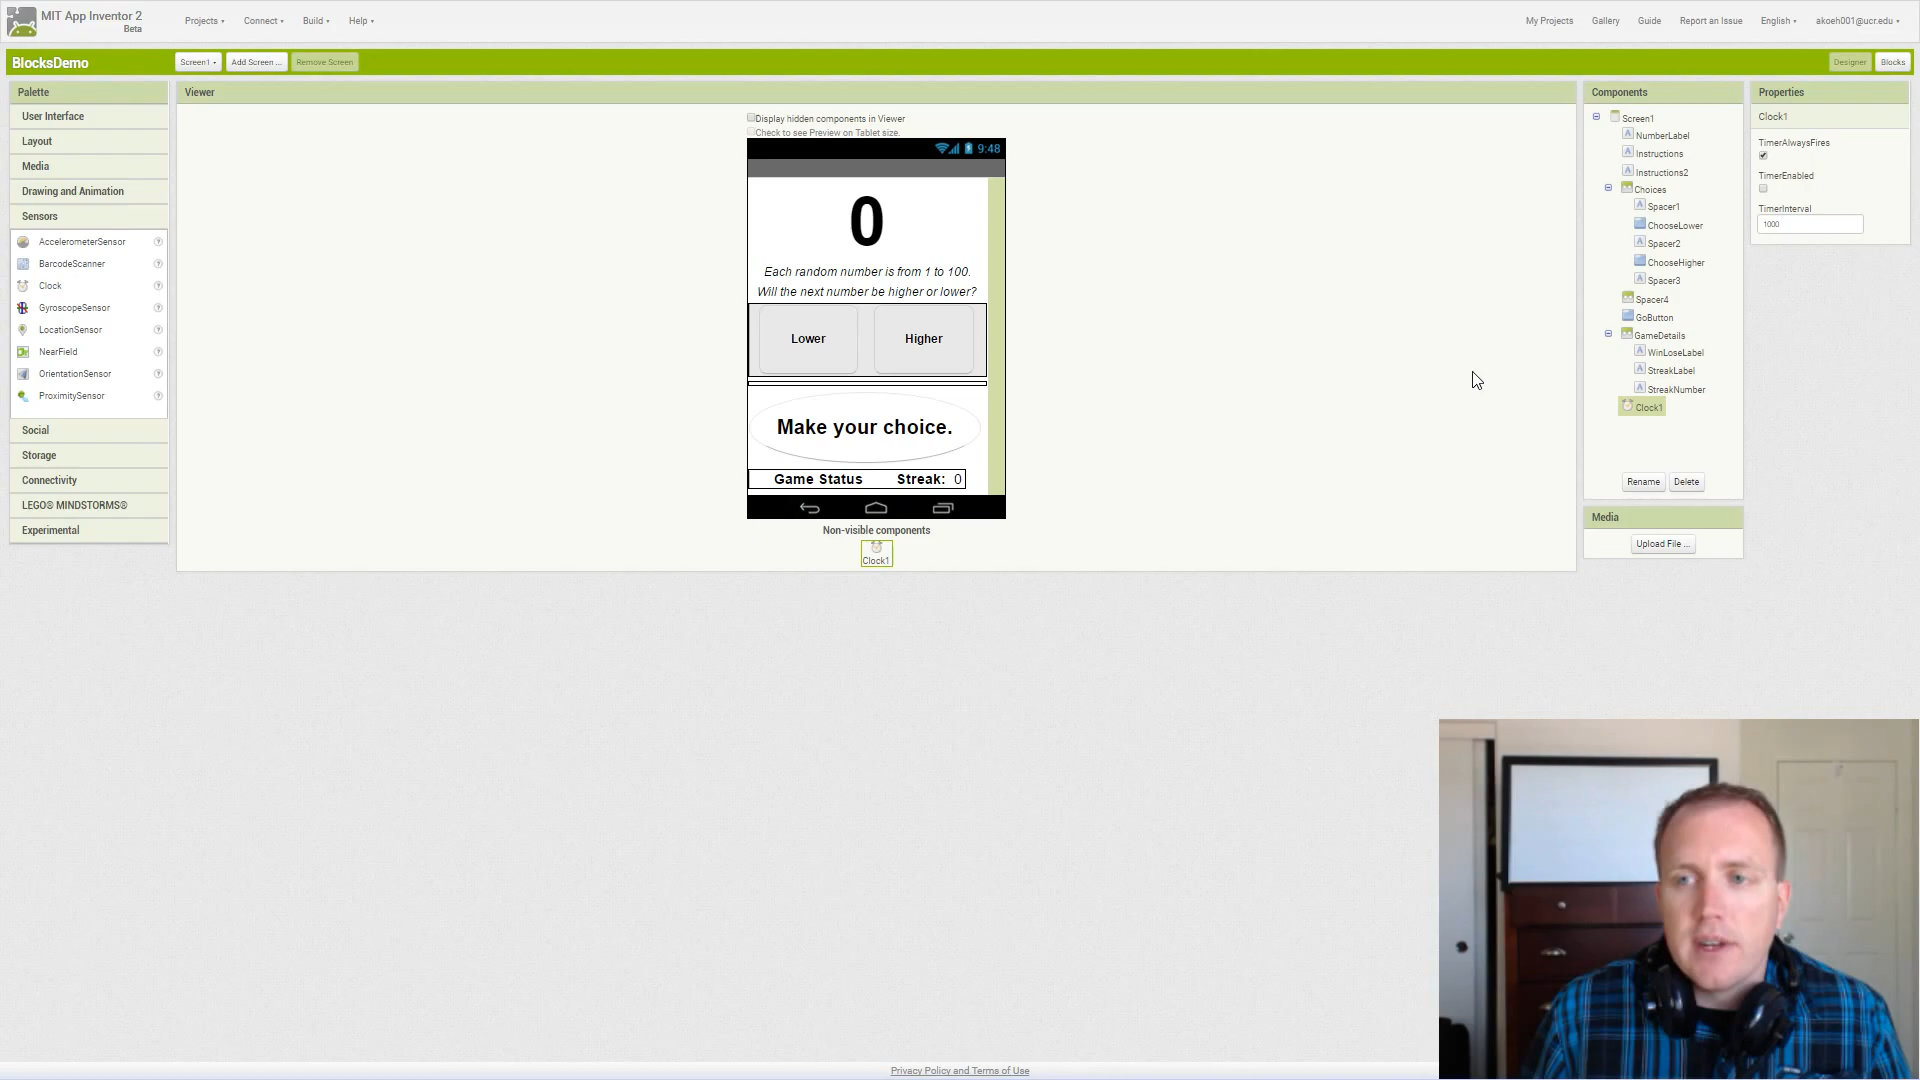 MIT App Inventor 2
Beta
Projects
Connect
Build
Help
My Projects
Gallery
Guide
Report an Issue
English
akoeh001@ucr.edu
BlocksDemo
Screen1
Add Screen ...
Remove Screen
Designer
Blocks
Palette
User Interface
Layout
Media
Drawing and Animation
Sensors
AccelerometerSensor
BarcodeScanner
Clock
GyroscopeSensor
LocationSensor
NearField
OrientationSensor
ProximitySensor
Social
Storage
Connectivity
LEGO® MINDSTORMS®
Experimental
Viewer
Display hidden components in Viewer
Check to see Preview on Tablet size.
9:48
0
Each random number is from 1 to 100.
Will the next number be higher or lower?
Lower
Higher
Make your choice.
Game Status
Streak: 0
Non-visible components
Clock1
Components
Screen1
NumberLabel
Instructions
Instructions2
Choices
Spacer1
ChooseLower
Spacer2
ChooseHigher
Spacer3
Spacer4
GoButton
GameDetails
WinLoseLabel
StreakLabel
StreakNumber
Clock1
Rename
Delete
Media
Upload File ...
Properties
Clock1
TimerAlwaysFires
TimerEnabled
TimerInterval
1000
Privacy Policy and Terms of Use